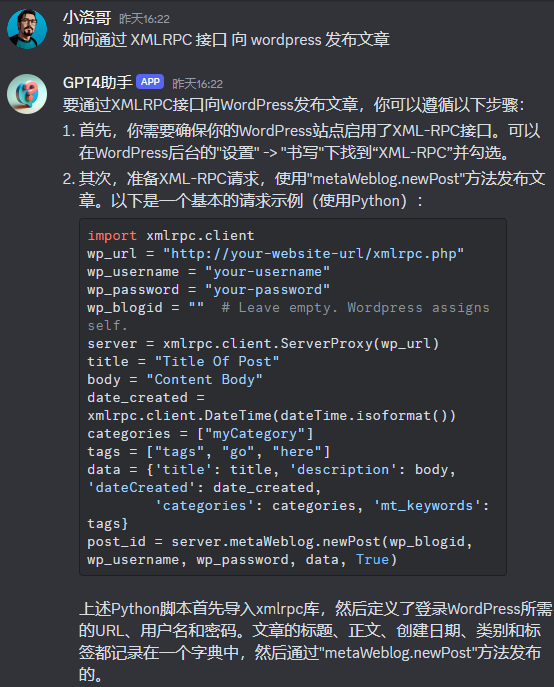 小洛哥 昨天16:22
如何通过 XMLRPC 接口 向 wordpress 发布文章
GPT4助手 APP 昨天16:22
要通过XMLRPC接口向WordPress发布文章，你可以遵循以下步骤：
1. 首先，你需要确保你的WordPress站点启用了XML-RPC接口。可以
在WordPress后台的"设置" -> "书写"下找到“XML-RPC”并勾选。
2. 其次，准备XML-RPC请求，使用"metaWeblog.newPost"方法发布文
章。以下是一个基本的请求示例（使用Python）：
import xmlrpc.client
wp_url = "http://your-website-url/xmlrpc.php"
wp_username = "your-username"
wp_password = "your-password"
wp_blogid = ""  # Leave empty. Wordpress assigns
self.
server = xmlrpc.client.ServerProxy(wp_url)
title = "Title Of Post"
body = "Content Body"
date_created =
xmlrpc.client.DateTime(dateTime.isoformat())
categories = ["myCategory"]
tags = ["tags", "go", "here"]
data = {'title': title, 'description': body,
'dateCreated': date_created,
        'categories': categories, 'mt_keywords':
tags}
post_id = server.metaWeblog.newPost(wp_blogid,
wp_username, wp_password, data, True)
上述Python脚本首先导入xmlrpc库，然后定义了登录WordPress所需
的URL、用户名和密码。文章的标题、正文、创建日期、类别和标
签都记录在一个字典中，然后通过"metaWeblog.newPost"方法发布
的。